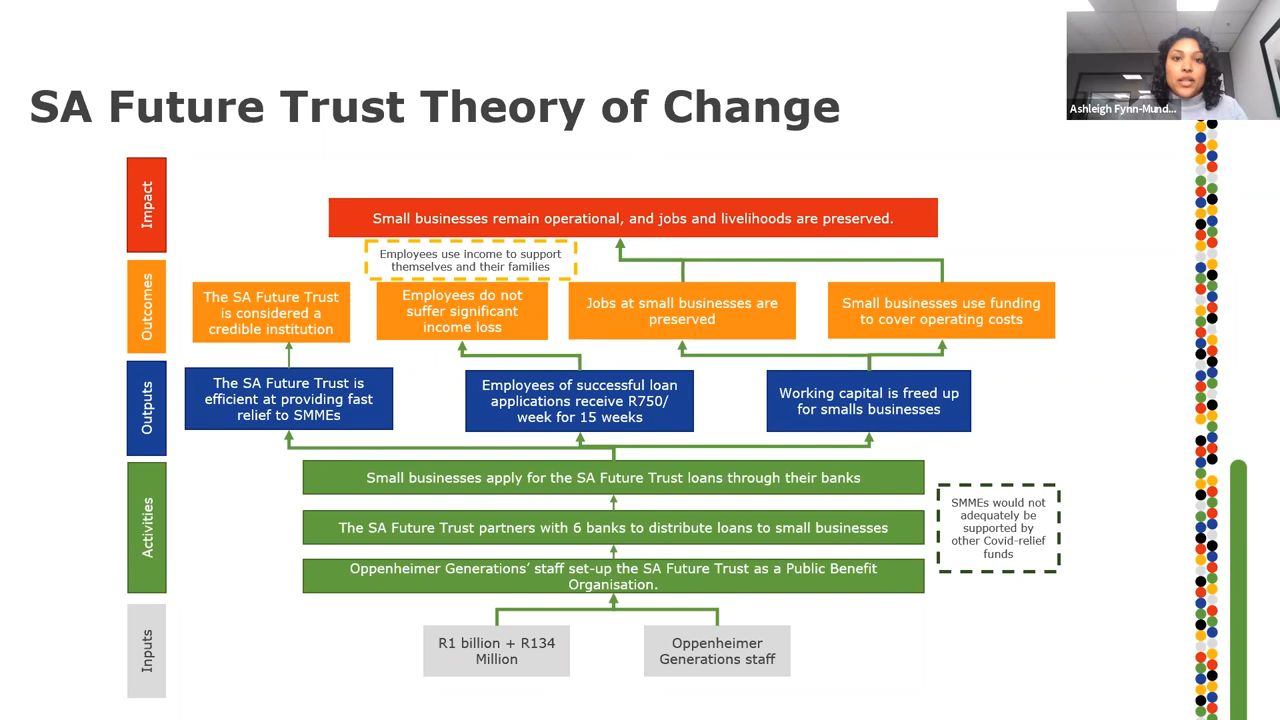 Ashleigh Fynn-Mund...
SA Future Trust Theory of Change
Impact
Small businesses remain operational, and jobs and livelihoods are preserved.
Employees use income to support
themselves and their families
Outcomes
The SA Future Trust
is considered a
credible institution
Employees do not
suffer significant
income loss
Jobs at small businesses are
preserved
Small businesses use funding
to cover operating costs
Outputs
The SA Future Trust is
efficient at providing fast
relief to SMMEs
Employees of successful loan
applications receive R750/
week for 15 weeks
Working capital is freed up
for smalls businesses
Activities
Small businesses apply for the SA Future Trust loans through their banks
The SA Future Trust partners with 6 banks to distribute loans to small businesses
Oppenheimer Generations’ staff set-up the SA Future Trust as a Public Benefit
Organisation.
SMMEs would not
adequately be
supported by
other Covid-relief
funds
Inputs
R1 billion + R134
Million
Oppenheimer
Generations staff